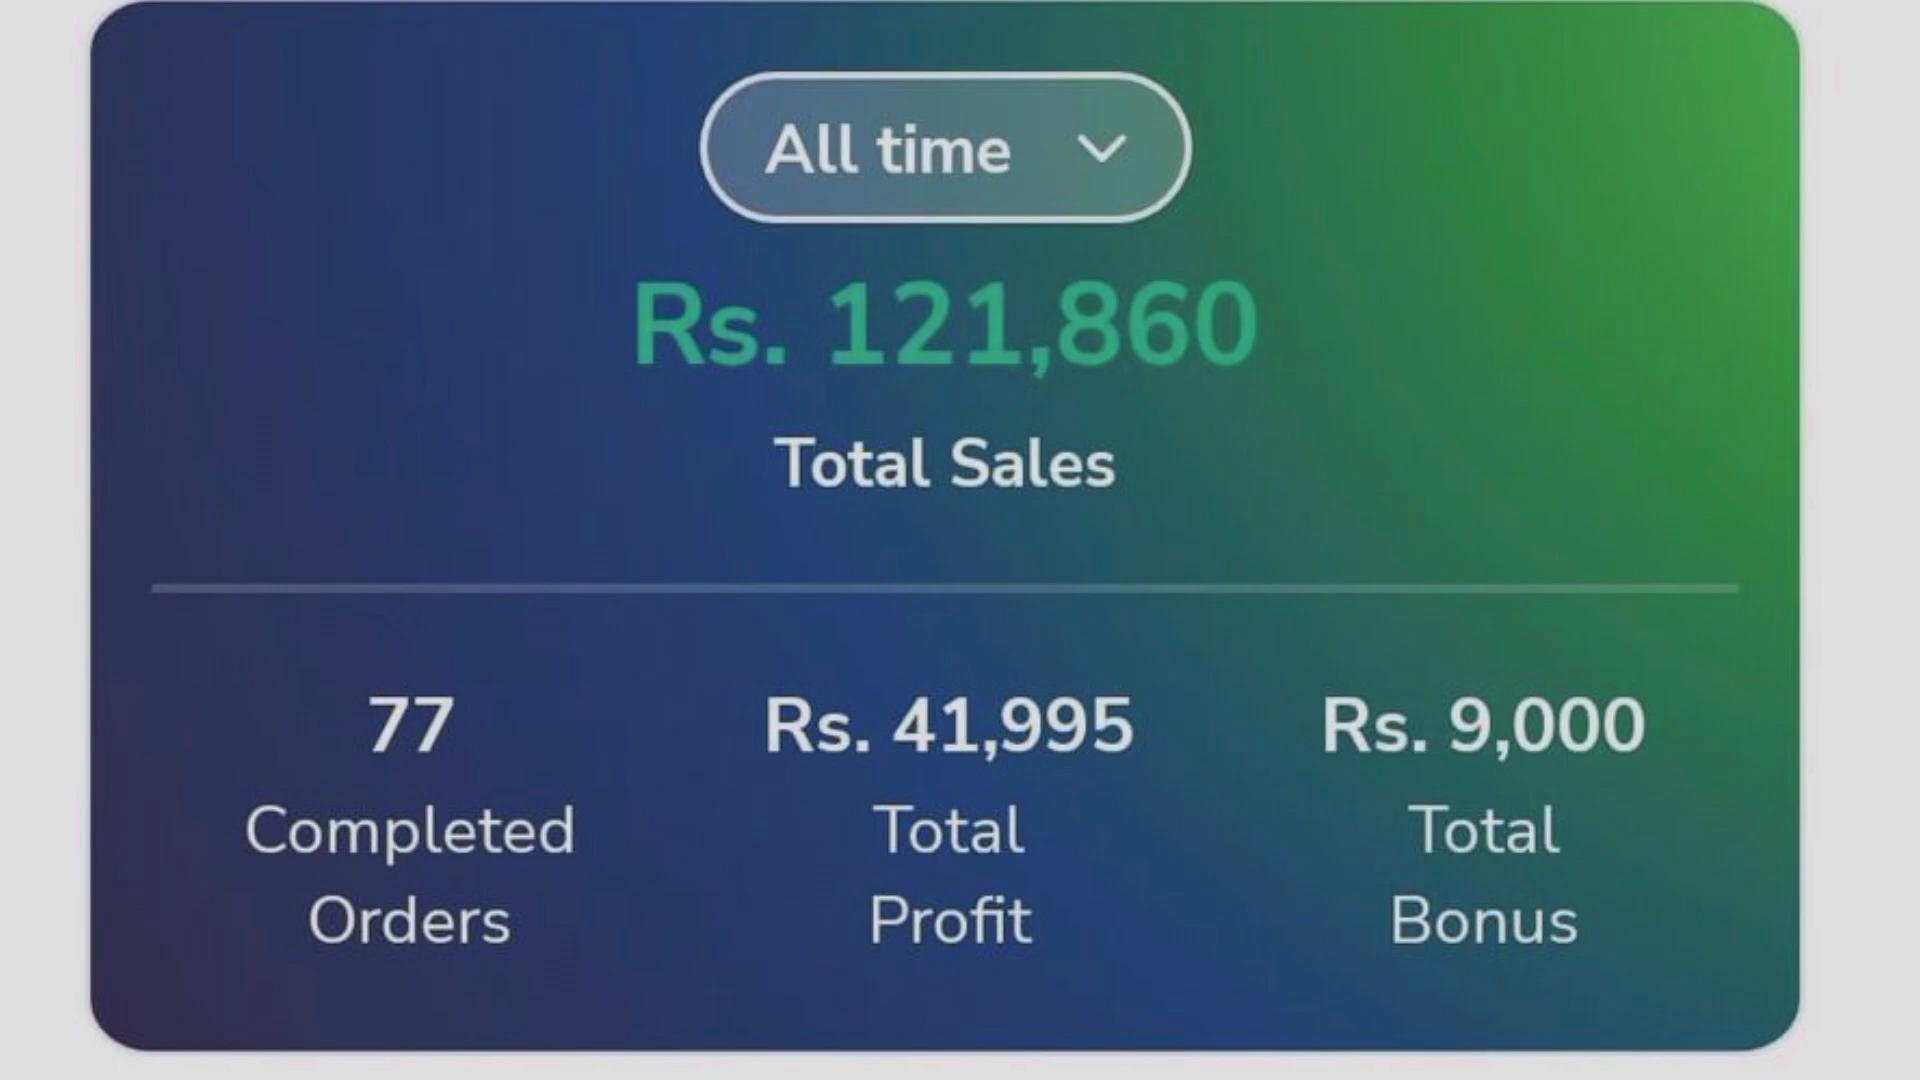 All time
Rs. 121,860
Total Sales
77
Rs. 41,995
Rs. 9,000
Completed
Orders
Total
Profit
Total
Bonus